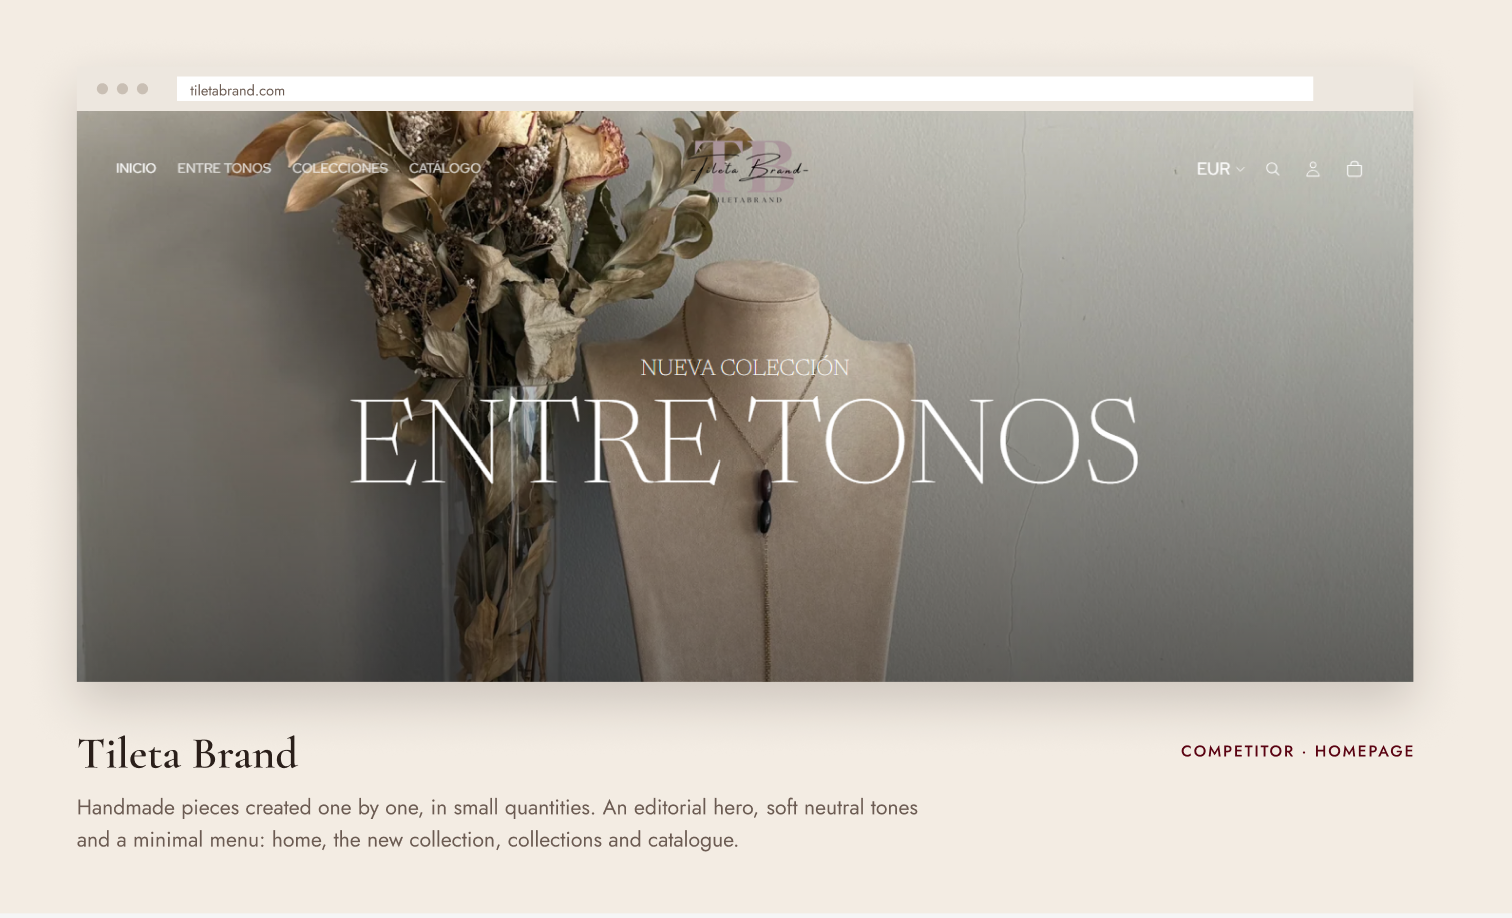 tiletabrand.com
INICIO ENTRE TONOS COLECCIONES CATÁLOGO
TB
-Tileta Brand-
TILETABRAND
EUR
NUEVA COLECCIÓN
ENTRE TONOS
Tileta Brand
COMPETITOR · HOMEPAGE
Handmade pieces created one by one, in small quantities. An editorial hero, soft neutral tones
and a minimal menu: home, the new collection, collections and catalogue.